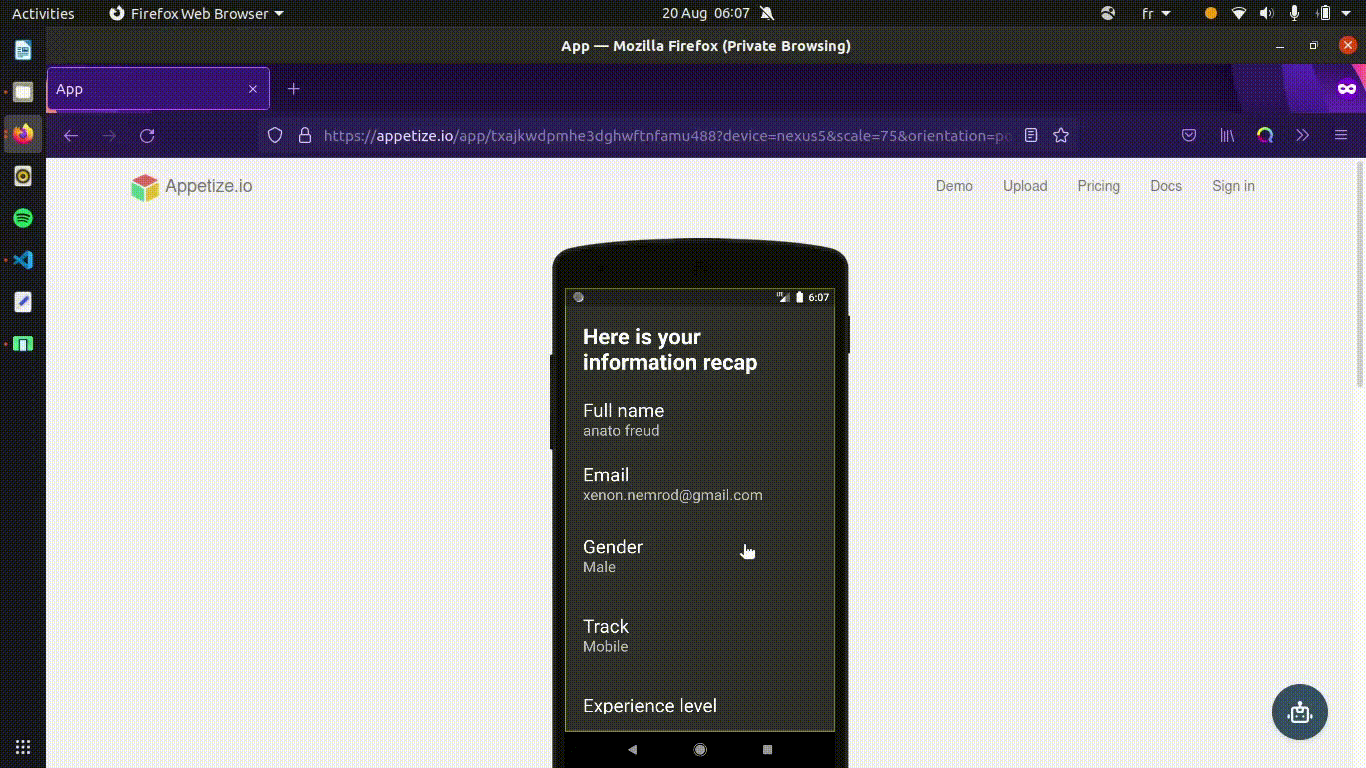 Activities Firefox Web Browser 20 Aug 06:07 fr
App — Mozilla Firefox (Private Browsing)
App
https://appetize.io/app/txajkwdpmhe3dghwftnfamu488?device=nexus5&scale=75&orientation=po
Appetize.io Demo Upload Pricing Docs Sign in
6:07
Here is your
information recap
Full name
anato freud
Email
xenon.nemrod@gmail.com
Gender
Male
Track
Mobile
Experience level